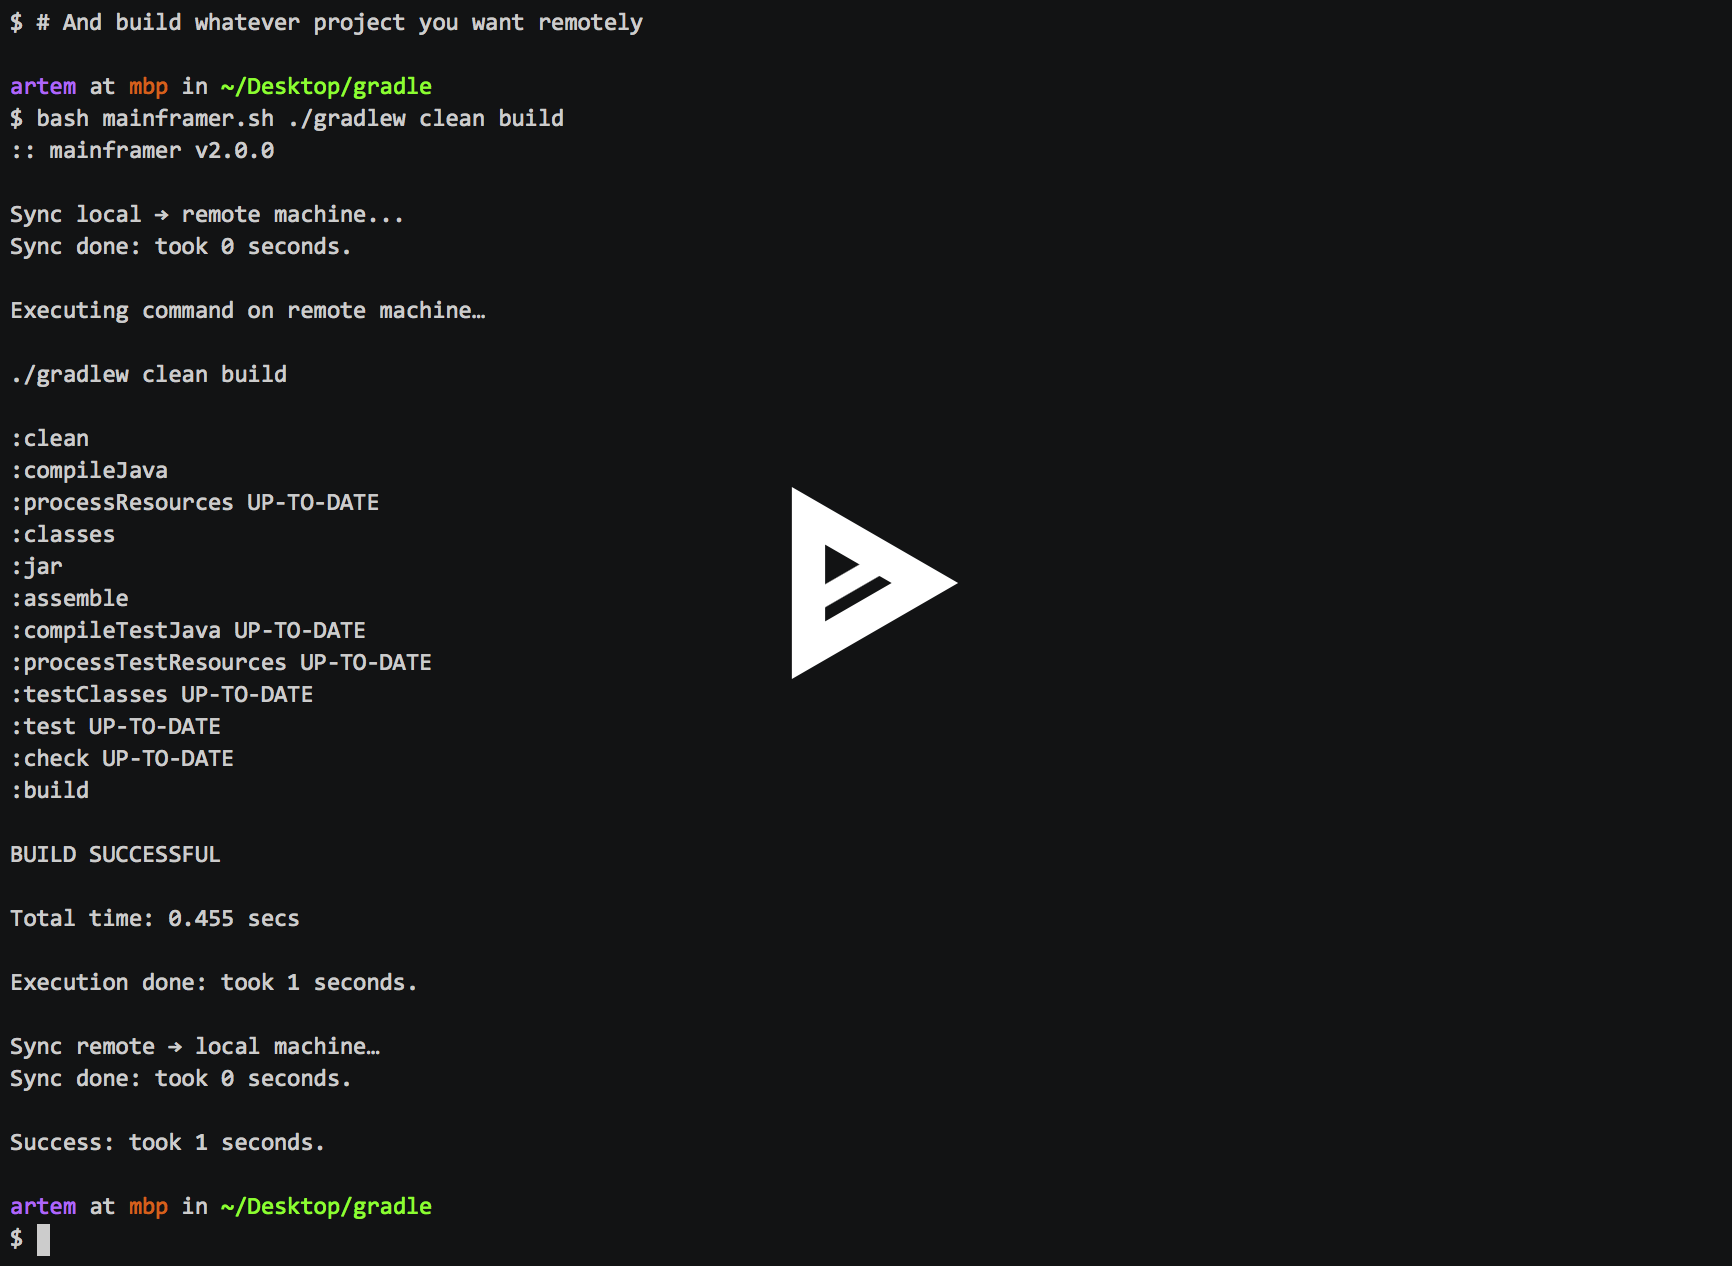 $ # And build whatever project you want remotely
artem at mbp in ~/Desktop/gradle
$ bash mainframer.sh ./gradlew clean build
:: mainframer v2.0.0
Sync local → remote machine...
Sync done: took 0 seconds.
Executing command on remote machine…
./gradlew clean build
:clean
:compileJava
:processResources UP-TO-DATE
:classes
:jar
:assemble
:compileTestJava UP-TO-DATE
:processTestResources UP-TO-DATE
:testClasses UP-TO-DATE
:test UP-TO-DATE
:check UP-TO-DATE
:build
BUILD SUCCESSFUL
Total time: 0.455 secs
Execution done: took 1 seconds.
Sync remote → local machine…
Sync done: took 0 seconds.
Success: took 1 seconds.
artem at mbp in ~/Desktop/gradle
$